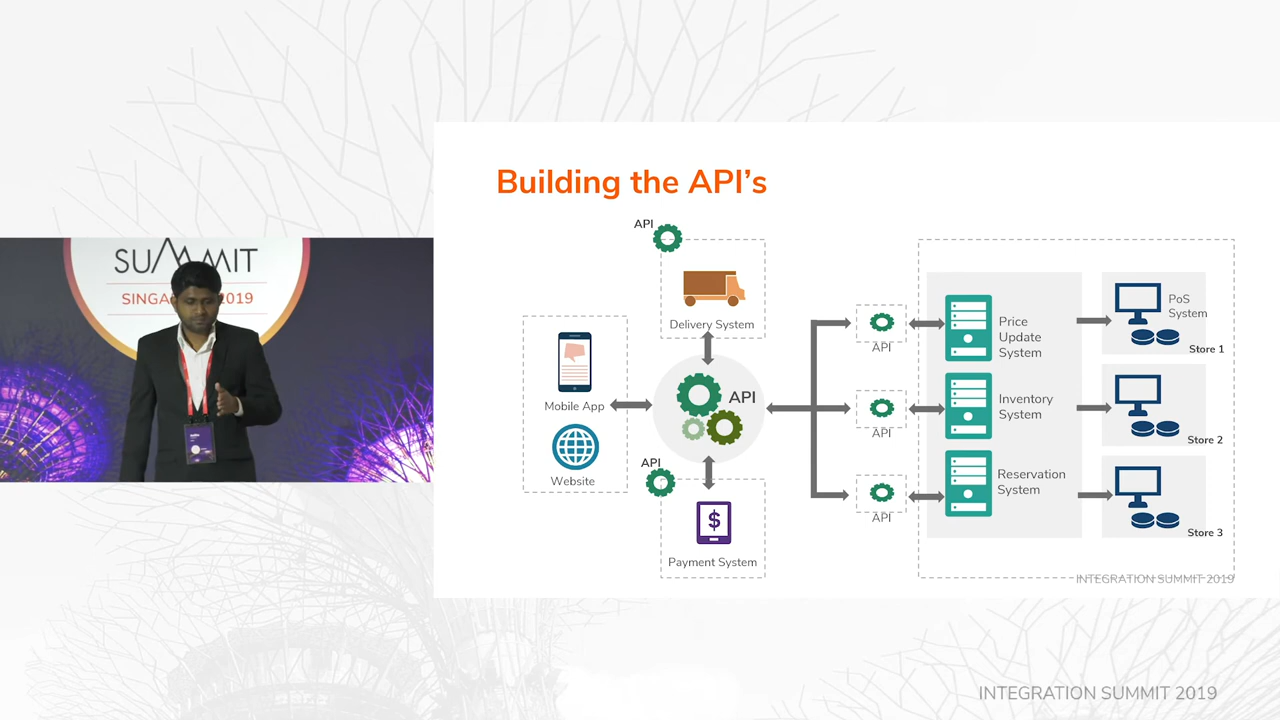 SUMMIT
SINGA 2019
Building the API's
API
Delivery System
Mobile App
Website
API
API
Payment System
API
API
API
Price
Update
System
Inventory
System
Reservation
System
PoS
System
Store 1
Store 2
Store 3
INTEGRATION SUMMIT 2019
INTEGRATION SUMMIT 2019